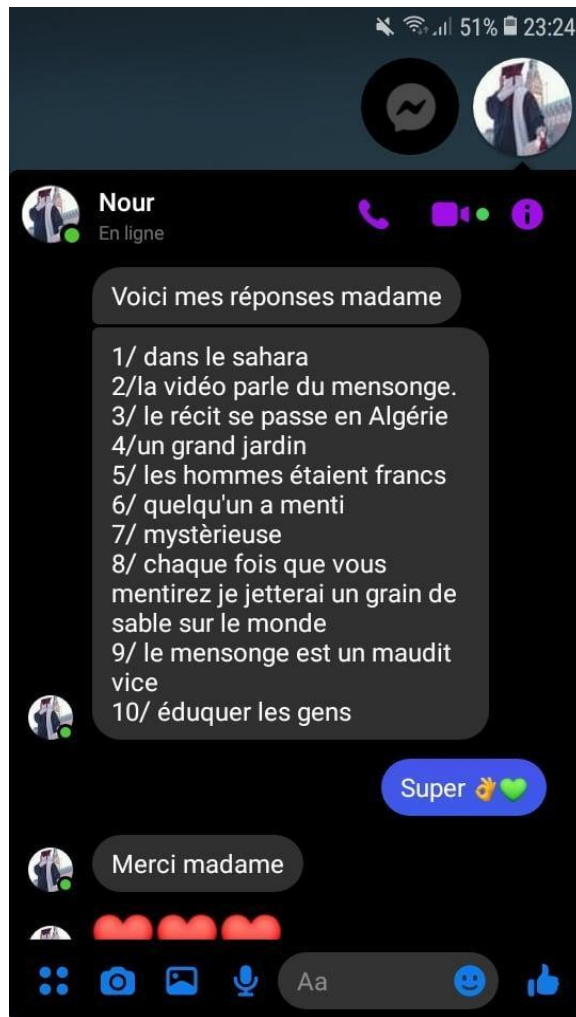 51% 23:24
Nour
En ligne
Voici mes réponses madame
1/ dans le sahara
2/la vidéo parle du mensonge.
3/ le récit se passe en Algérie
4/un grand jardin
5/ les hommes étaient francs
6/ quelqu'un a menti
7/ mystèrieuse
8/ chaque fois que vous
mentirez je jetterai un grain de
sable sur le monde
9/ le mensonge est un maudit
vice
10/ éduquer les gens
Super 👌💚
Merci madame
❤️❤️❤️
Aa